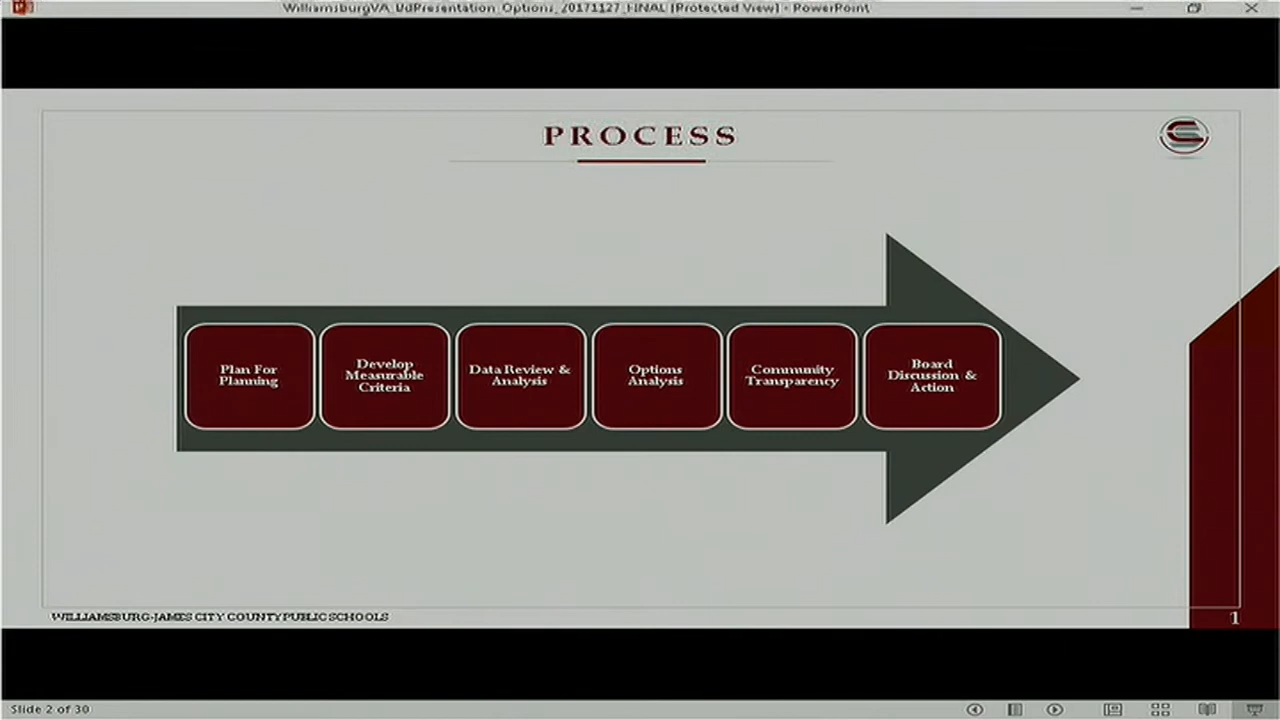 WilliamsburgVA_BdPresentation_Options_20171127_FINAL [Protected View] - PowerPoint
PROCESS
Plan For
Planning
Develop
Measurable
Criteria
Data Review &
Analysis
Options
Analysis
Community
Transparency
Board
Discussion &
Action
WILLIAMSBURG-JAMES CITY COUNTY PUBLIC SCHOOLS
1
Slide 2 of 30